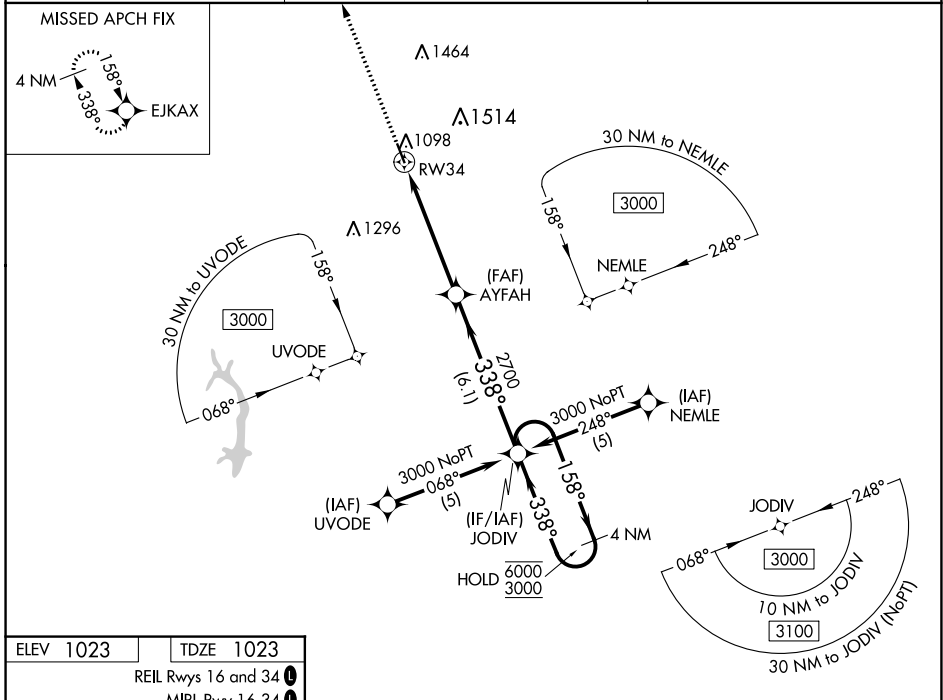 MISSED APCH FIX
4 NM
158°
338°
EJKAX
1464
1514
1098
RW34
1296
30 NM to NEMLE
3000
158°
248°
NEMLE
30 NM to UVODE
3000
158°
UVODE
068°
(FAF)
AYFAH
2700
338°
(6.1)
3000 NoPT
248°
(5)
(IAF)
NEMLE
3000 NoPT
068°
(5)
(IAF)
UVODE
(IF/IAF)
JODIV
338°
158°
4 NM
HOLD 6000
3000
JODIV
248°
068°
3000
10 NM to JODIV
3100
30 NM to JODIV (NoPT)
ELEV 1023
TDZE 1023
REIL Rwys 16 and 34 L
MIRL Rwy 16-34 L